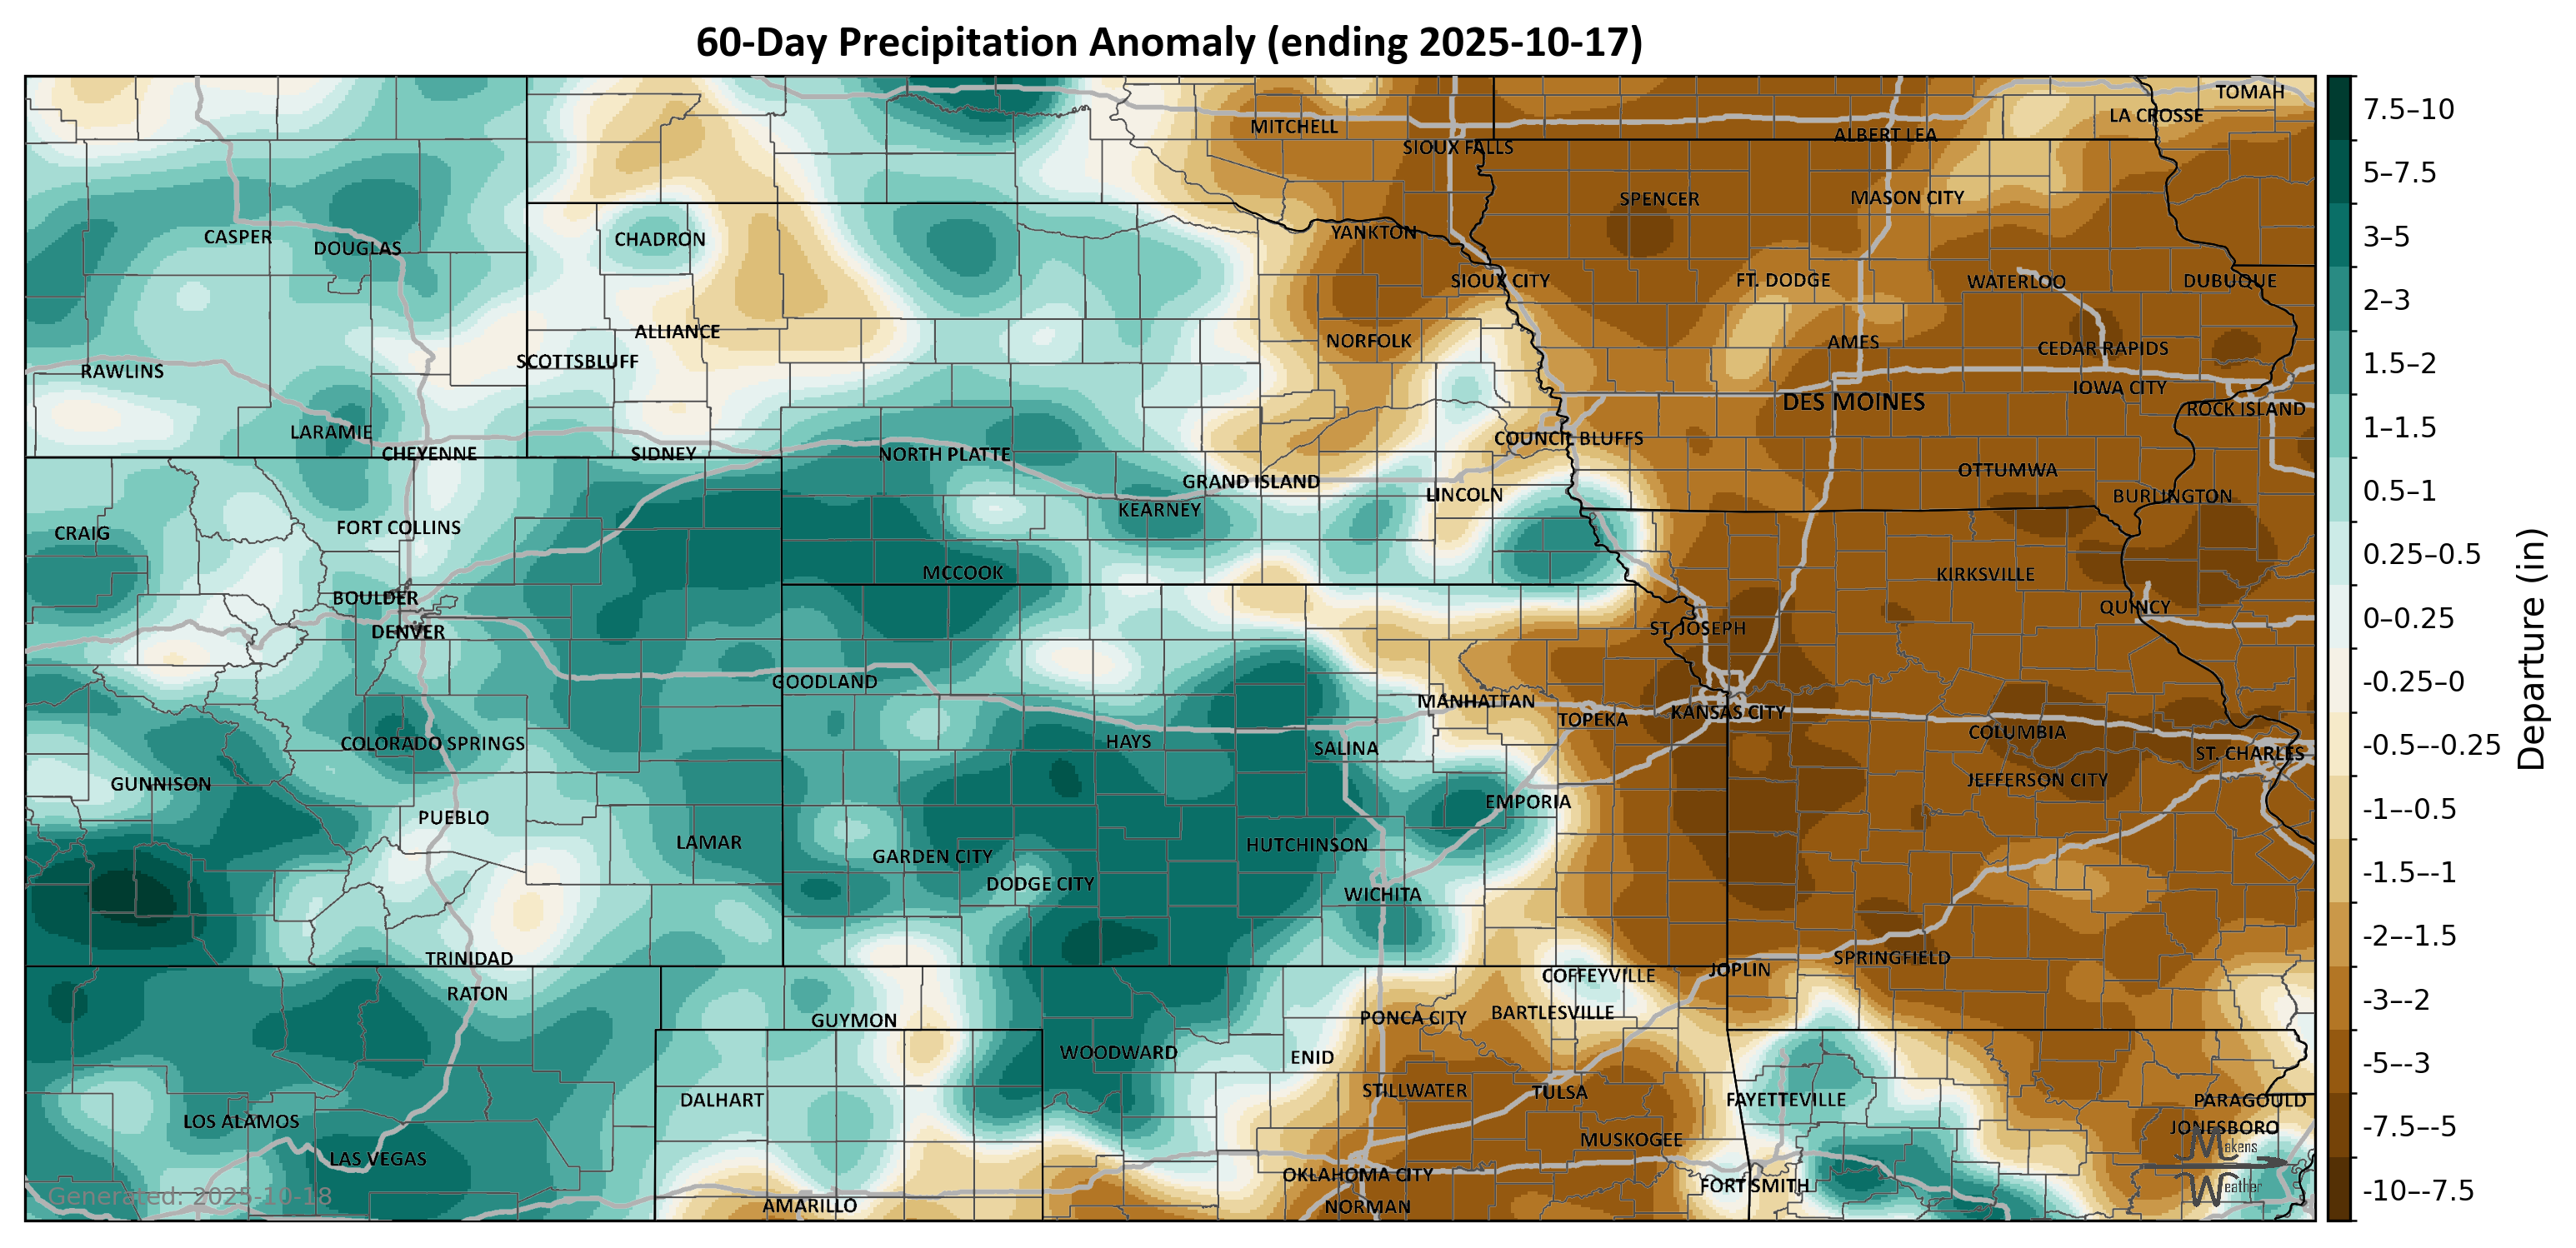 60-Day Precipitation Anomaly (ending 2025-10-17)
TOMAH
LA CROSSE
MITCHELL
ALBERT LEA
SIOUX FALLS
SPENCER
MASON CITY
CASPER
DOUGLAS
CHADRON
YANKTON
SIOUX CITY
FT. DODGE
WATERLOO
DUBUQUE
ALLIANCE
NORFOLK
AMES
CEDAR RAPIDS
SCOTTSBLUFF
RAWLINS
IOWA CITY
DES MOINES
ROCK ISLAND
LARAMIE
COUNCIL BLUFFS
CHEYENNE
SIDNEY
NORTH PLATTE
OTTUMWA
GRAND ISLAND
LINCOLN
BURLINGTON
KEARNEY
CRAIG
FORT COLLINS
MCCOOK
KIRKSVILLE
BOULDER
QUINCY
DENVER
ST. JOSEPH
GOODLAND
MANHATTAN
KANSAS CITY
TOPEKA
COLUMBIA
COLORADO SPRINGS
HAYS
SALINA
ST. CHARLES
GUNNISON
JEFFERSON CITY
EMPORIA
PUEBLO
LAMAR
HUTCHINSON
GARDEN CITY
DODGE CITY
WICHITA
TRINIDAD
SPRINGFIELD
COFFEYVILLE
JOPLIN
RATON
BARTLESVILLE
GUYMON
PONCA CITY
WOODWARD
ENID
STILLWATER
TULSA
DALHART
FAYETTEVILLE
PARAGOULD
LOS ALAMOS
JONESBORO
MUSKOGEE
LAS VEGAS
OKLAHOMA CITY
FORT SMITH
AMARILLO
NORMAN
Makens
Weather
Generated: 2025-10-18
7.5–10
5–7.5
3–5
2–3
1.5–2
1–1.5
0.5–1
0.25–0.5
0–0.25
-0.25–0
-0.5–-0.25
-1–-0.5
-1.5–-1
-2–-1.5
-3–-2
-5–-3
-7.5–-5
-10–-7.5
Departure (in)